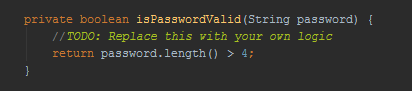 private boolean isPasswordValid(String password) {
    //TODO: Replace this with your own logic
    return password.length() > 4;
}